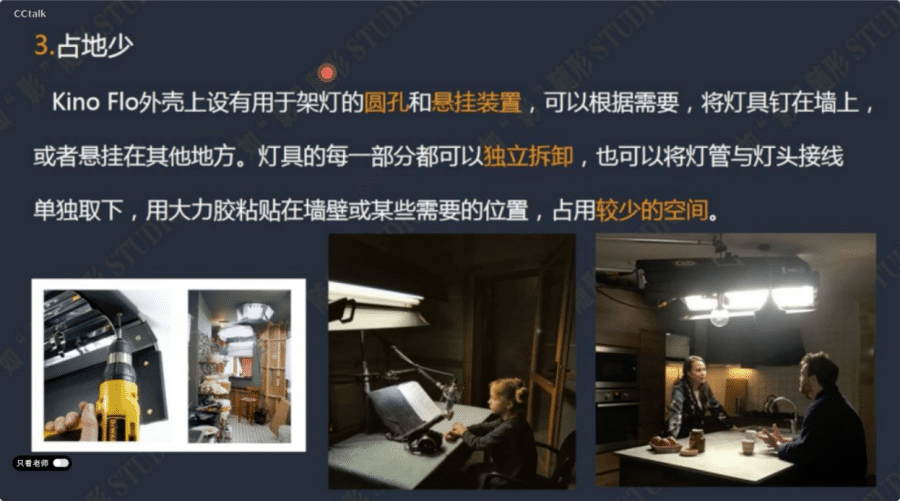 CCtalk
3.占地少
Kino Flo外壳上设有用于架灯的圆孔和悬挂装置，可以根据需要，将灯具钉在墙上，
或者悬挂在其他地方。灯具的每一部分都可以独立拆卸，也可以将灯管与灯头接线
单独取下，用大力胶粘贴在墙壁或某些需要的位置，占用较少的空间。
只看老师